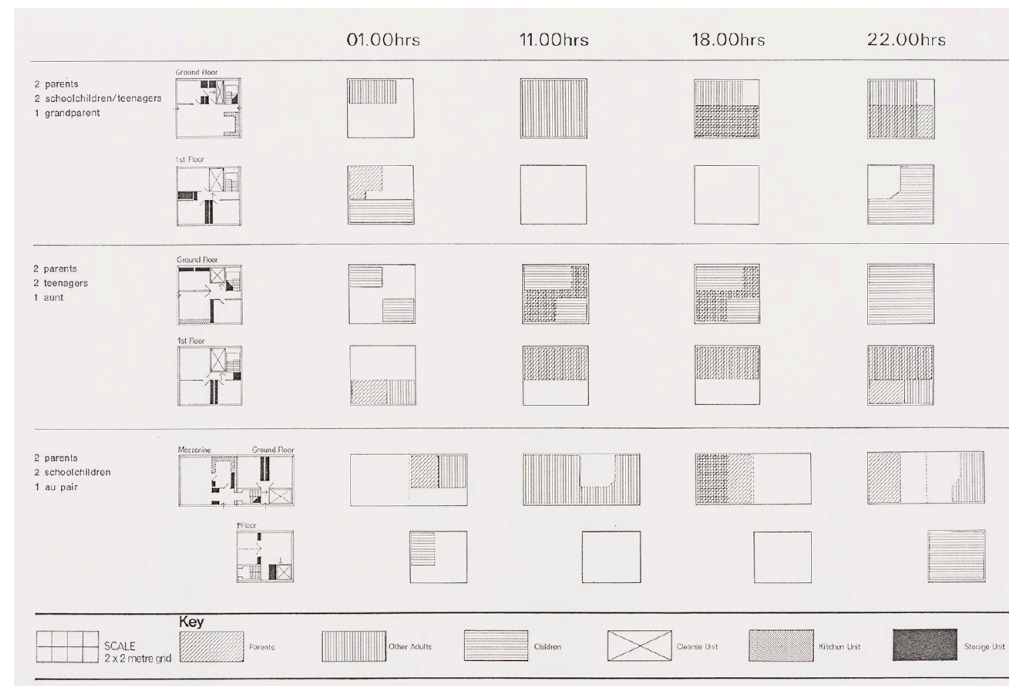 01.00hrs 11.00hrs 18.00hrs 22.00hrs
2 parents
2 schoolchildren/teenagers
1 grandparent
Ground Floor
1st Floor
2 parents
2 teenagers
1 aunt
Ground Floor
1st Floor
2 parents
2 schoolchildren
1 au pair
Mezzanine Ground Floor
1 Floor
Key
SCALE
2 x 2 metre grid
Parents
Other Adults
Children
Cleanse Unit
Kitchen Unit
Storage Unit